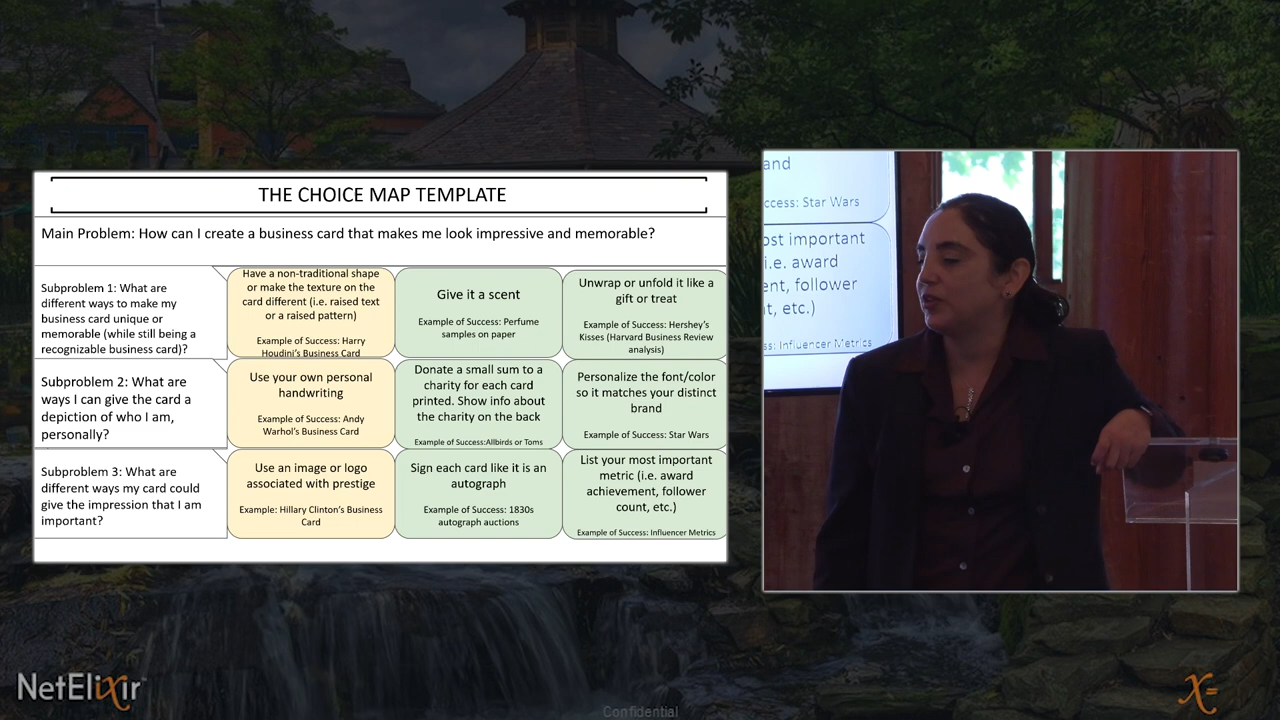 THE CHOICE MAP TEMPLATE
Main Problem: How can I create a business card that makes me look impressive and memorable?
Subproblem 1: What are
different ways to make my
business card unique or
memorable (while still being a
recognizable business card)?
Have a non-traditional shape
or make the texture on the
card different (i.e. raised text
or a raised pattern)
Example of Success: Harry
Houdini's Business Card
Give it a scent
Example of Success: Perfume
samples on paper
Unwrap or unfold it like a
gift or treat
Example of Success: Hershey's
Kisses (Harvard Business Review
analysis)
Subproblem 2: What are
ways I can give the card a
depiction of who I am,
personally?
Use your own personal
handwriting
Example of Success: Andy
Warhol's Business Card
Donate a small sum to a
charity for each card
printed. Show info about
the charity on the back
Example of Success:Allbirds or Toms
Personalize the font/color
so it matches your distinct
brand
Example of Success: Star Wars
Subproblem 3: What are
different ways my card could
give the impression that I am
important?
Use an image or logo
associated with prestige
Example: Hillary Clinton's Business
Card
Sign each card like it is an
autograph
Example of Success: 1830s
autograph auctions
List your most important
metric (i.e. award
achievement, follower
count, etc.)
Example of Success: Influencer Metrics
and
ccess: Star Wars
ost important
i.e. award
ent, follower
t, etc.)
ss: Influencer Metrics
NetElixir
Confidential
X=